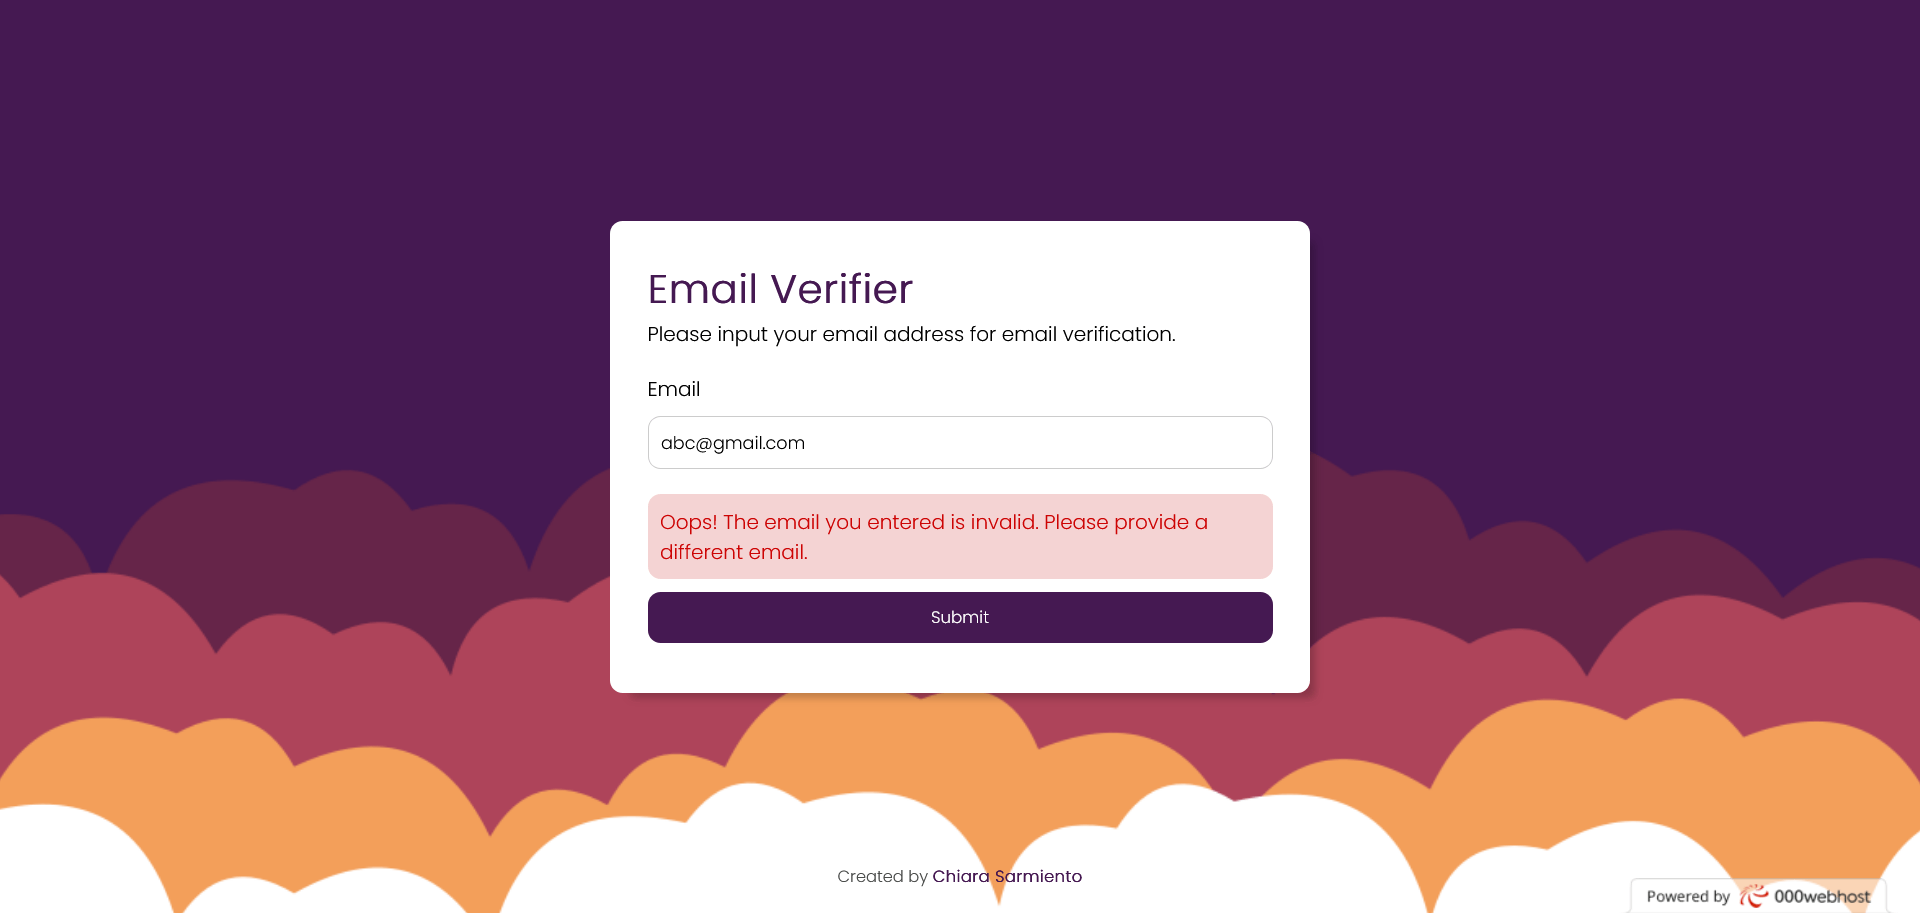 Email Verifier
Please input your email address for email verification.
Email
abc@gmail.com
Oops! The email you entered is invalid. Please provide a
different email.
Submit
Created by Chiara Sarmiento
Powered by 000webhost